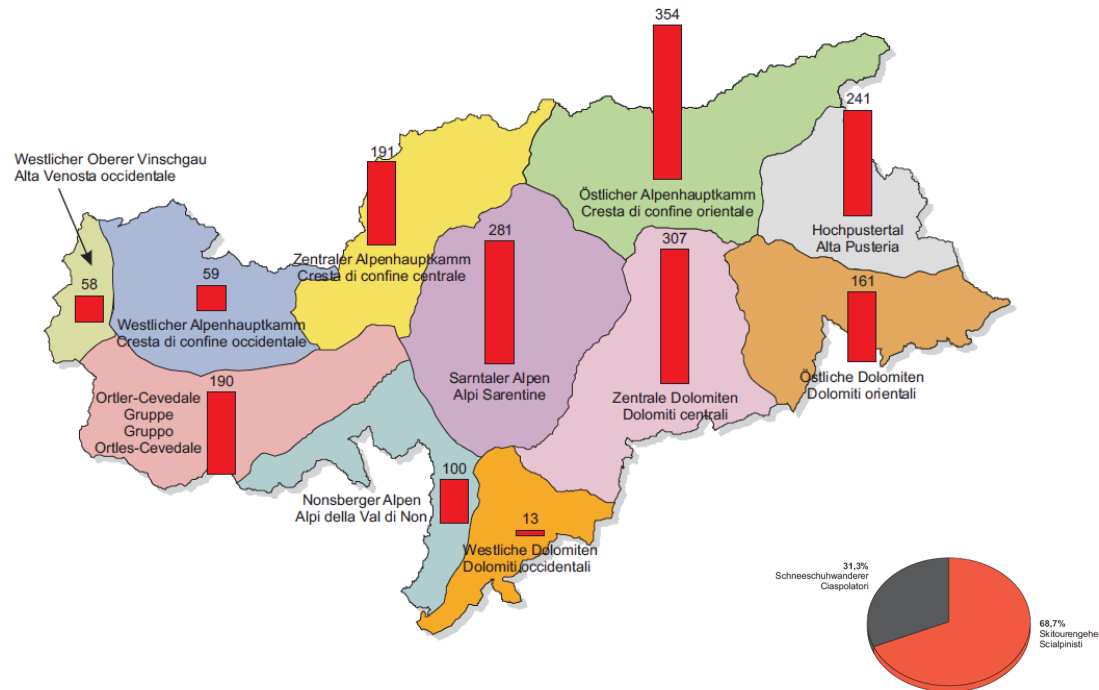 354
Östlicher Alpenhauptkamm
Cresta di confine orientale
241
Hochpustertal
Alta Pusteria
191
Zentraler Alpenhauptkamm
Cresta di confine centrale
Westlicher Oberer Vinschgau
Alta Venosta occidentale
58
59
Westlicher Alpenhauptkamm
Cresta di confine occidentale
281
Sarntaler Alpen
Alpi Sarentine
307
Zentrale Dolomiten
Dolomiti centrali
161
Östliche Dolomiten
Dolomiti orientali
190
Ortler-Cevedale
Gruppe
Gruppo
Ortles-Cevedale
100
Nonsberger Alpen
Alpi della Val di Non
13
Westliche Dolomiten
Dolomiti occidentali
31,3%
Schneeschuhwanderer
Ciaspolatori
68,7%
Skitourengehe
Scialpinisti